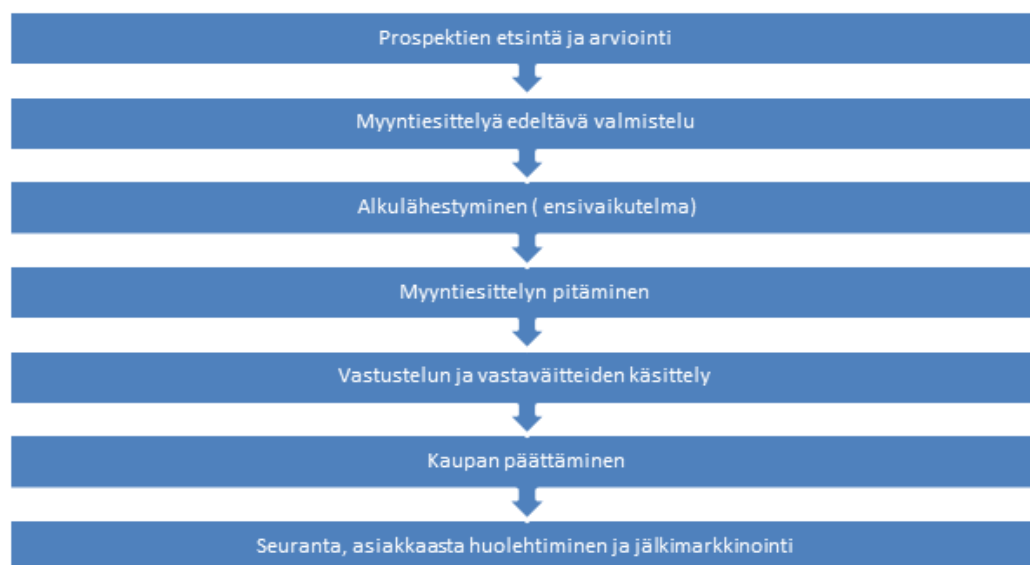 Prospektien etsintä ja arviointi
Myyntiesittelyä edeltävä valmistelu
Alkulähestyminen ( ensivaikutelma)
Myyntiesittelyn pitäminen
Vastustelun ja vastaväitteiden käsittely
Kaupan päättäminen
Seuranta, asiakkaasta huolehtiminen ja jälkimarkkinointi